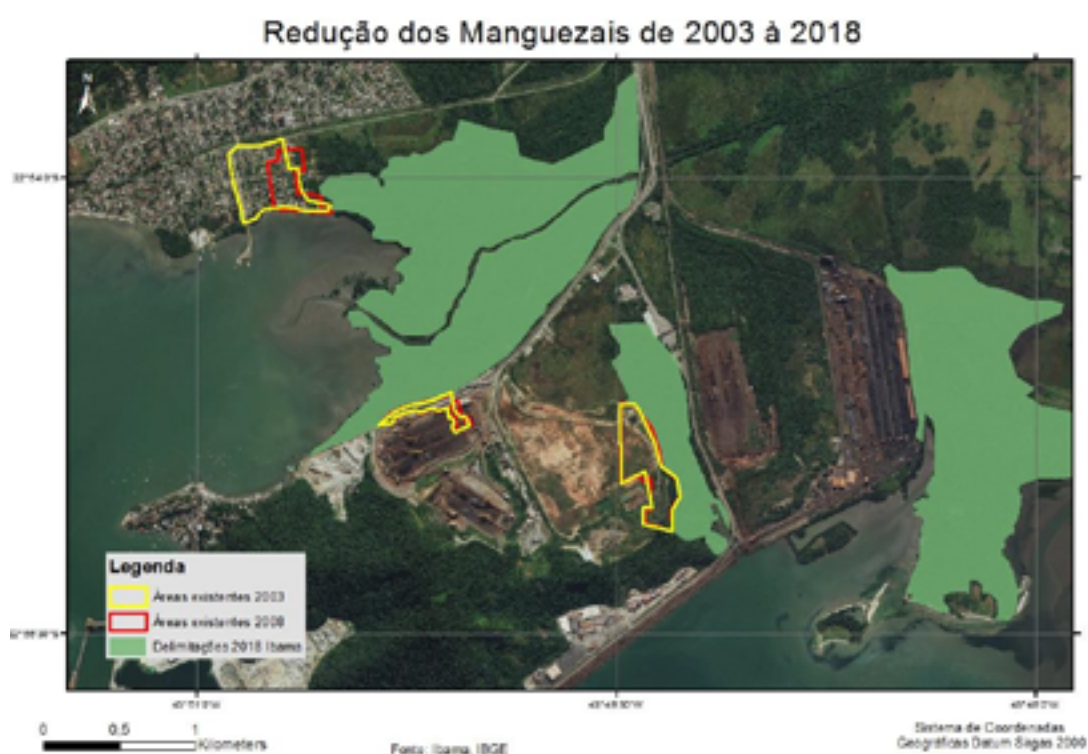 Redução dos Manguezais de 2003 à 2018
N
Legenda
Áreas existentes 2003
Áreas existentes 2008
Delimitações 2018 Ibama
0 0.5 1
Kilometers
Fonte: Ibama, IBGE
Sistema de Coordenadas
Geográficas Datum Sirgas 2000